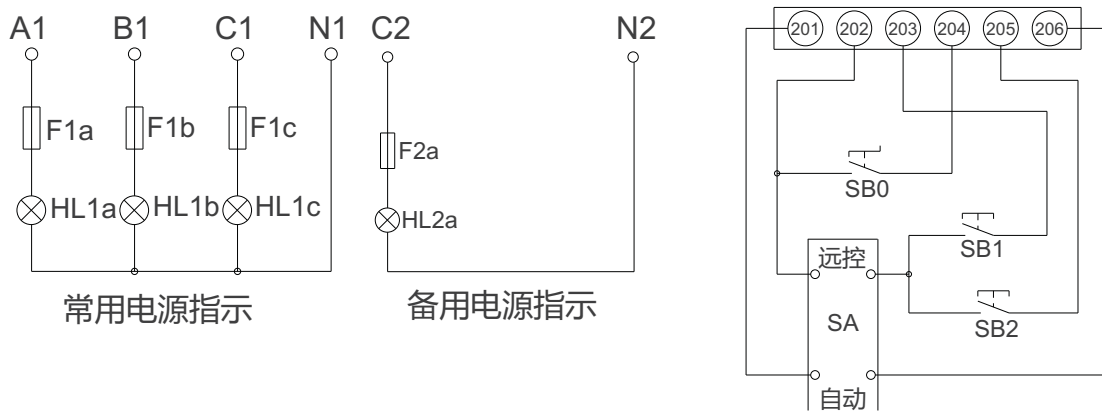 A1 B1 C1 N1 C2 N2
F1a F1b F1c F2a
HL1a HL1b HL1c HL2a
常用电源指示 备用电源指示
201 202 203 204 205 206
SB0
SB1
远控
SA
SB2
自动